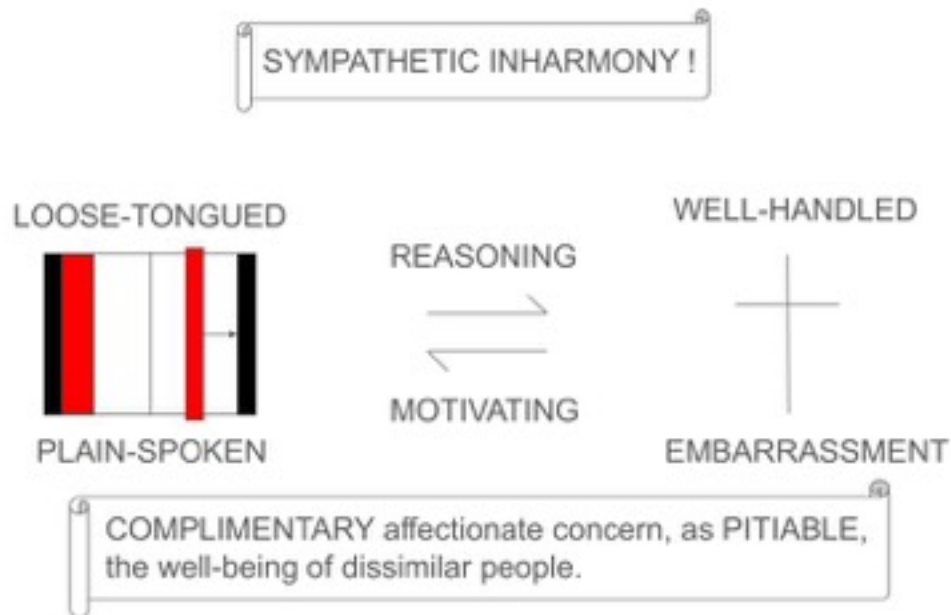 SYMPATHETIC INHARMONY !
LOOSE-TONGUED
WELL-HANDLED
REASONING
MOTIVATING
PLAIN-SPOKEN
EMBARRASSMENT
COMPLIMENTARY affectionate concern, as PITIABLE,
the well-being of dissimilar people.